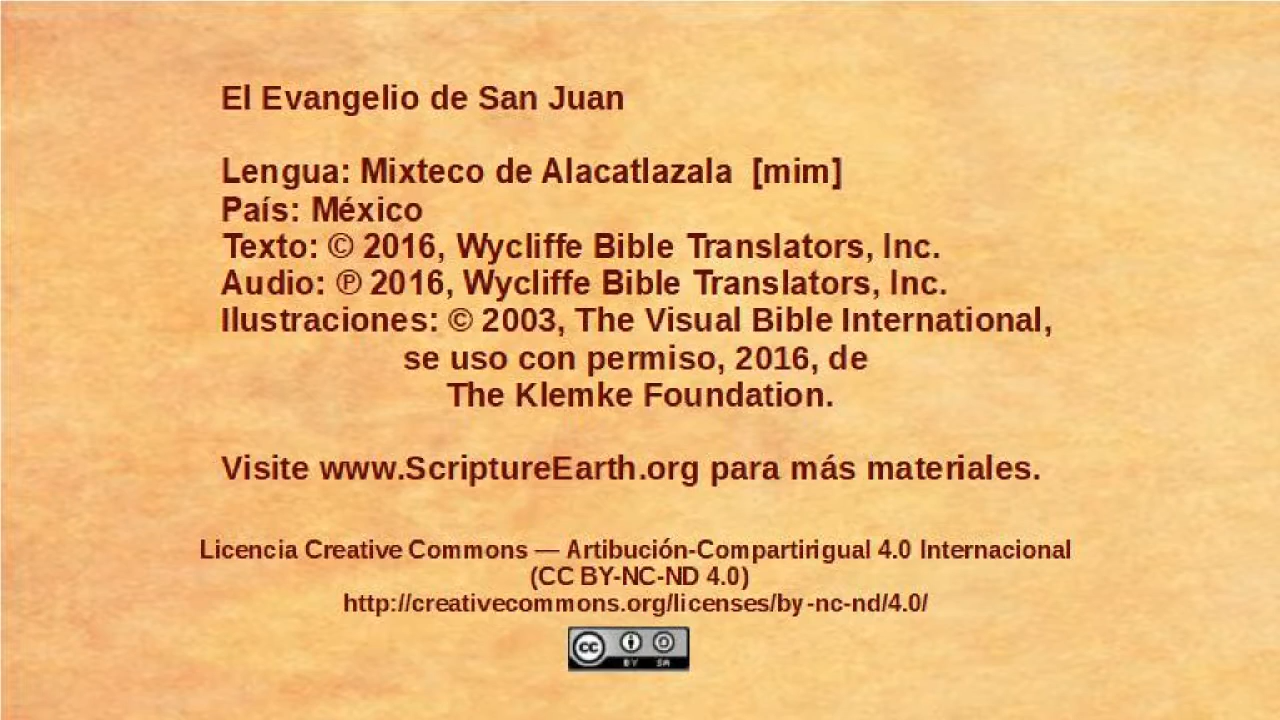 El Evangelio de San Juan
Lengua: Mixteco de Alacatlazala [mim]
País: México
Texto: © 2016, Wycliffe Bible Translators, Inc.
Audio: ℗ 2016, Wycliffe Bible Translators, Inc.
Ilustraciones: © 2003, The Visual Bible International,
se uso con permiso, 2016, de
The Klemke Foundation.
Visite www.ScriptureEarth.org para más materiales.
Licencia Creative Commons — Artibución-Compartirigual 4.0 Internacional
(CC BY-NC-ND 4.0)
http://creativecommons.org/licenses/by-nc-nd/4.0/
cc BY SA